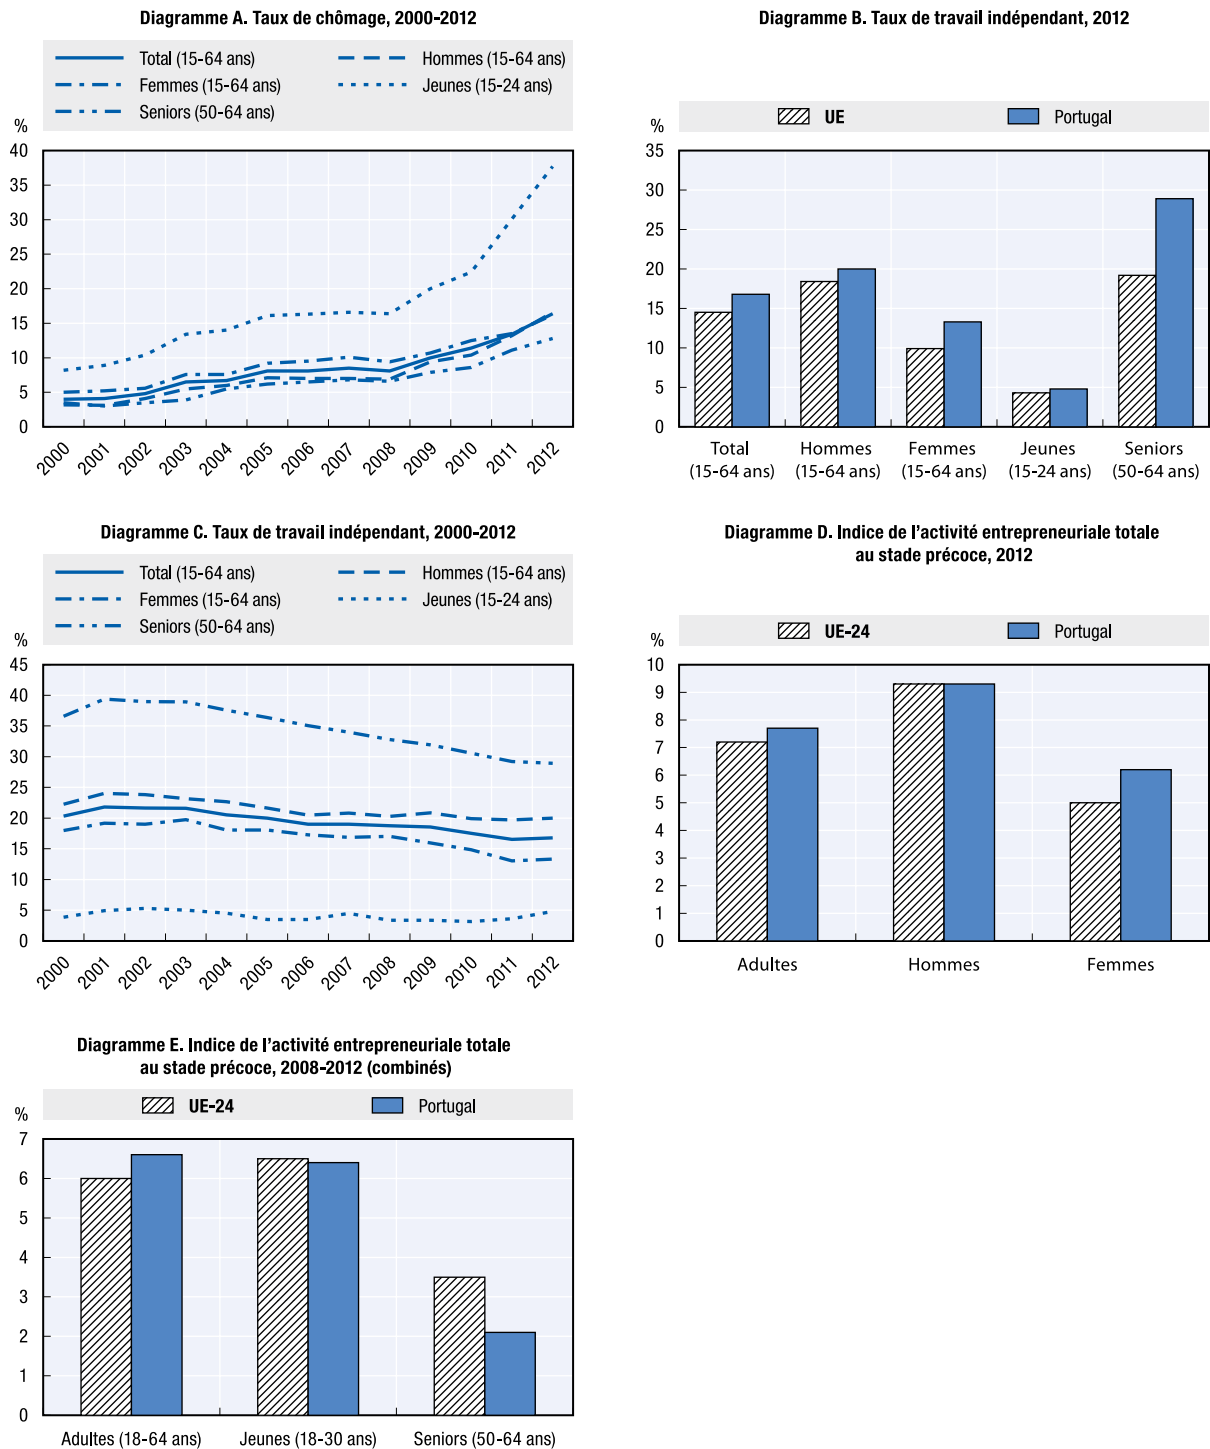 Diagramme A. Taux de chômage, 2000-2012
Total (15-64 ans)
Hommes (15-64 ans)
Femmes (15-64 ans)
Jeunes (15-24 ans)
Seniors (50-64 ans)
%
40
35
30
25
20
15
10
5
0
2000
2001
2002
2003
2004
2005
2006
2007
2008
2009
2010
2011
2012
Diagramme B. Taux de travail indépendant, 2012
UE
Portugal
%
35
30
25
20
15
10
5
0
Total
(15-64 ans)
Hommes
(15-64 ans)
Femmes
(15-64 ans)
Jeunes
(15-24 ans)
Seniors
(50-64 ans)
Diagramme C. Taux de travail indépendant, 2000-2012
Total (15-64 ans)
Hommes (15-64 ans)
Femmes (15-64 ans)
Jeunes (15-24 ans)
Seniors (50-64 ans)
%
45
40
35
30
25
20
15
10
5
0
2000
2001
2002
2003
2004
2005
2006
2007
2008
2009
2010
2011
2012
Diagramme D. Indice de l’activité entrepreneuriale totale
au stade précoce, 2012
UE-24
Portugal
%
10
9
8
7
6
5
4
3
2
1
0
Adultes
Hommes
Femmes
Diagramme E. Indice de l’activité entrepreneuriale totale
au stade précoce, 2008-2012 (combinés)
UE-24
Portugal
%
7
6
5
4
3
2
1
0
Adultes (18-64 ans)
Jeunes (18-30 ans)
Seniors (50-64 ans)